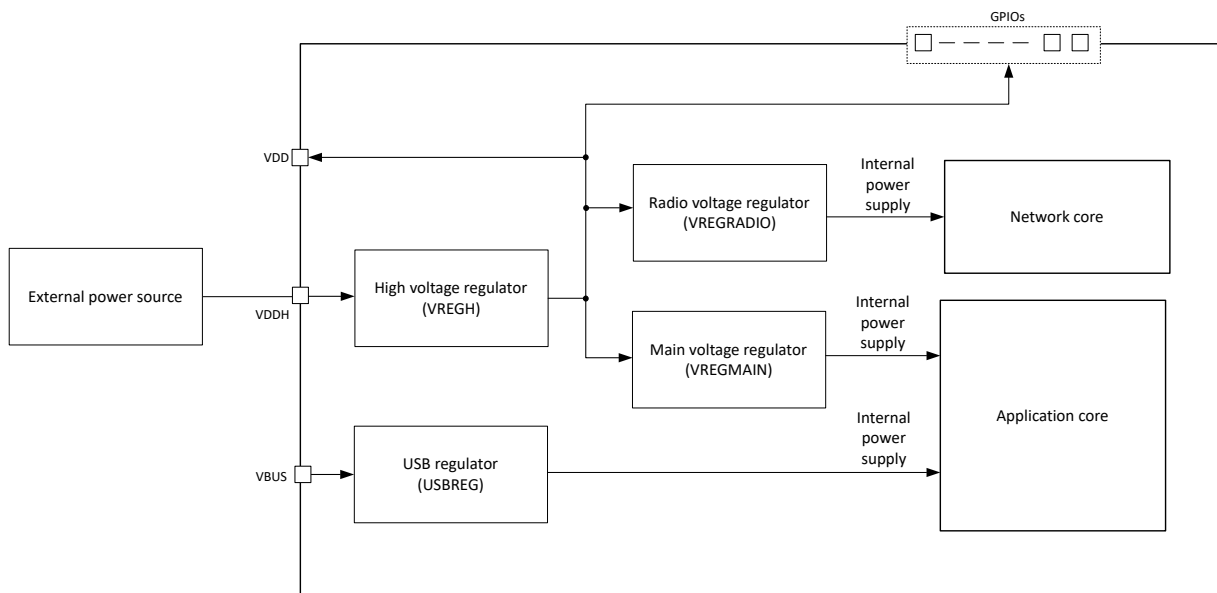 GPIOs
VDD
Radio voltage regulator
(VREGRADIO)
Internal
power
supply
Network core
External power source
VDDH
High voltage regulator
(VREGH)
Main voltage regulator
(VREGMAIN)
Internal
power
supply
Application core
VBUS
USB regulator
(USBREG)
Internal
power
supply